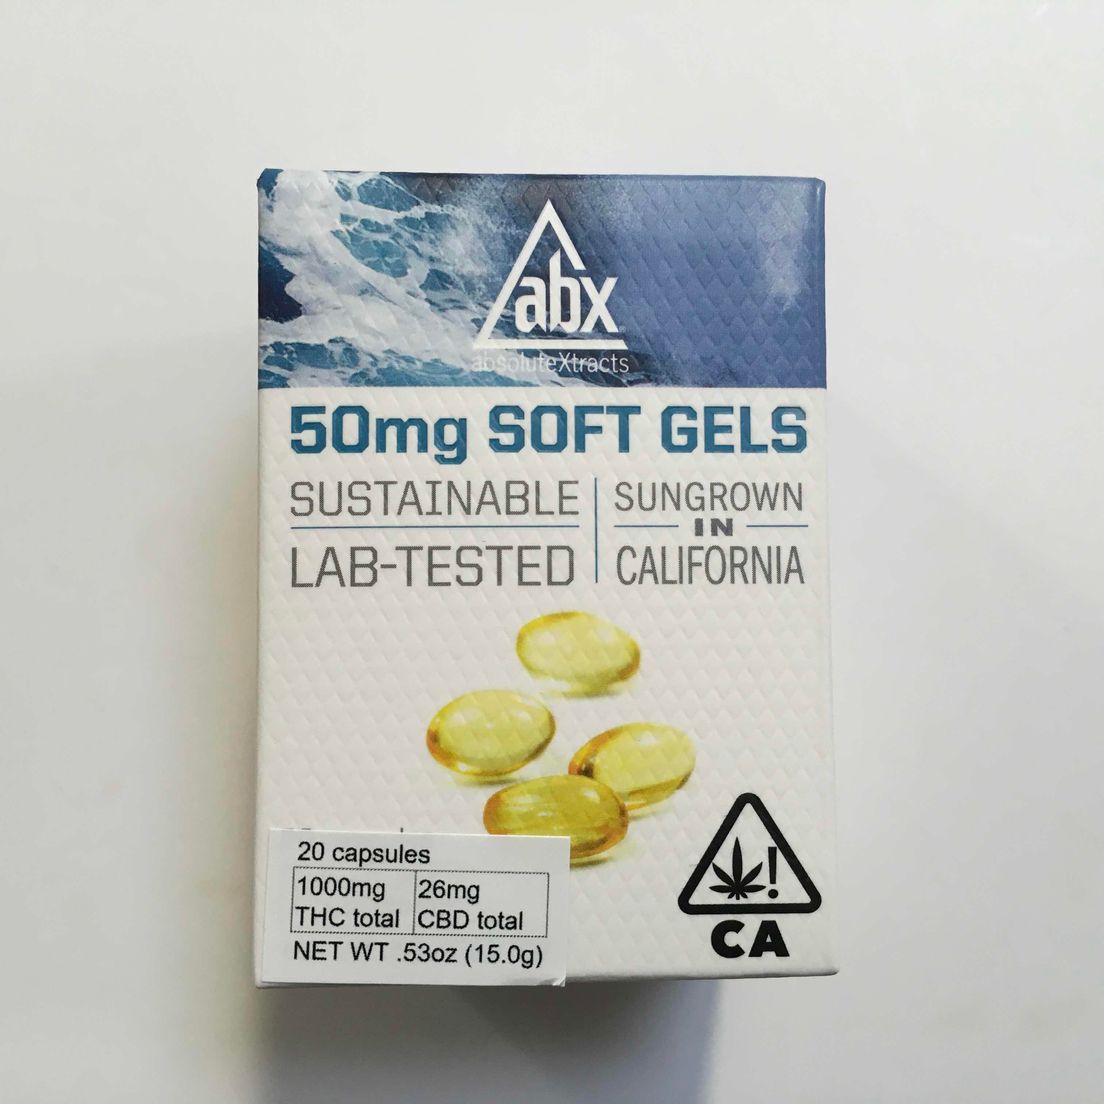 abx
absoluteXtracts
50mg SOFT GELS
SUSTAINABLE
LAB-TESTED
SUNGROWN
IN
CALIFORNIA
20 capsules
1000mg
THC total
26mg
CBD total
NET WT .53oz (15.0g)
!
CA